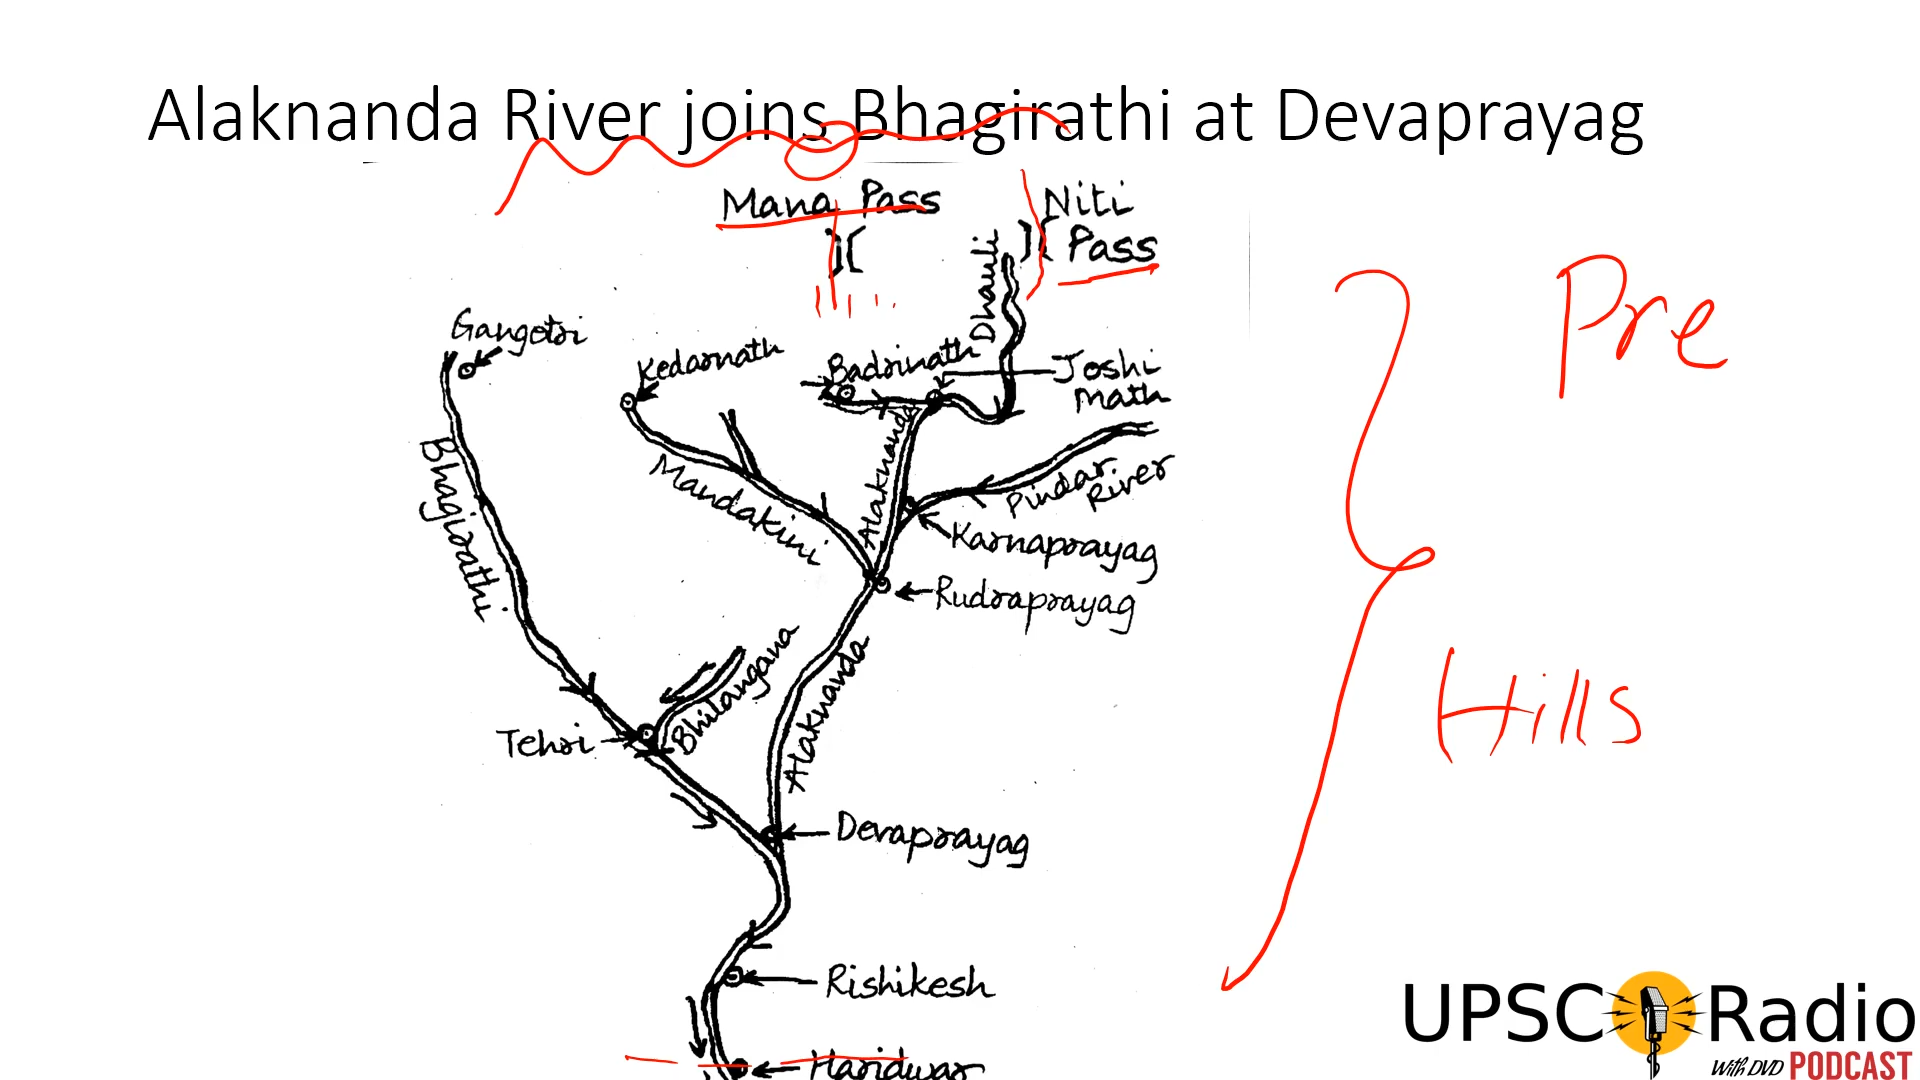 Alaknanda River joins Bhagirathi at Devaprayag
Mana Pass
Niti
Pass
Dhauli
Gangotri
Kedarnath
Badrinath
Joshi
math
Bhagirathi
Mandakini
Alaknanda
Pindar
River
Karnaprayag
Rudraprayag
Bhilangana
Alaknanda
Tehri
Devaprayag
Rishikesh
Haridwar
Pre
Hills
UPSC Radio
with DVD PODCAST